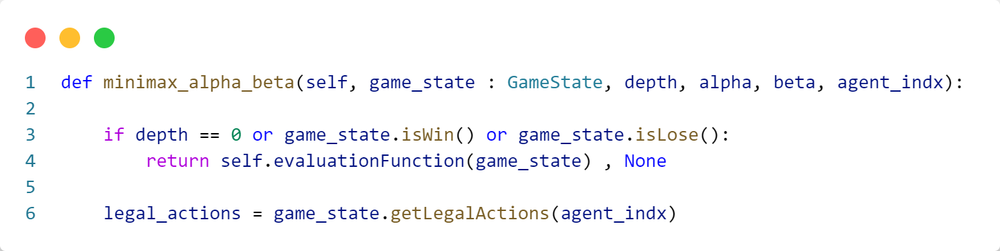 1 def minimax_alpha_beta(self, game_state : GameState, depth, alpha, beta, agent_indx):
2
3     if depth == 0 or game_state.isWin() or game_state.isLose():
4         return self.evaluationFunction(game_state) , None
5
6     legal_actions = game_state.getLegalActions(agent_indx)